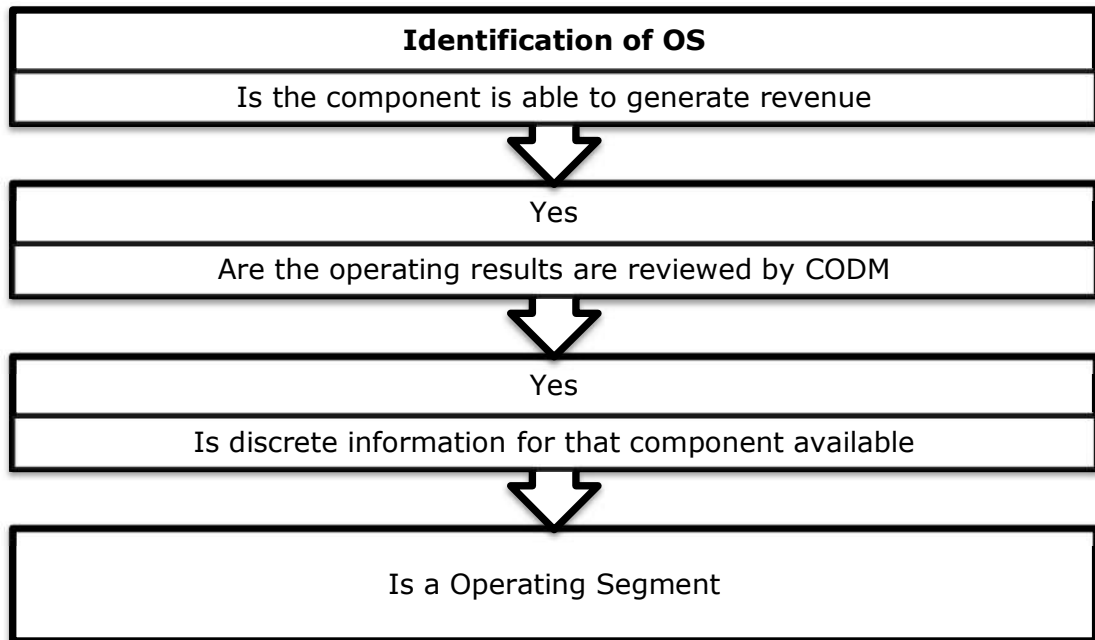 Identification of OS
Is the component is able to generate revenue
Yes
Are the operating results are reviewed by CODM
Yes
Is discrete information for that component available
Is a Operating Segment